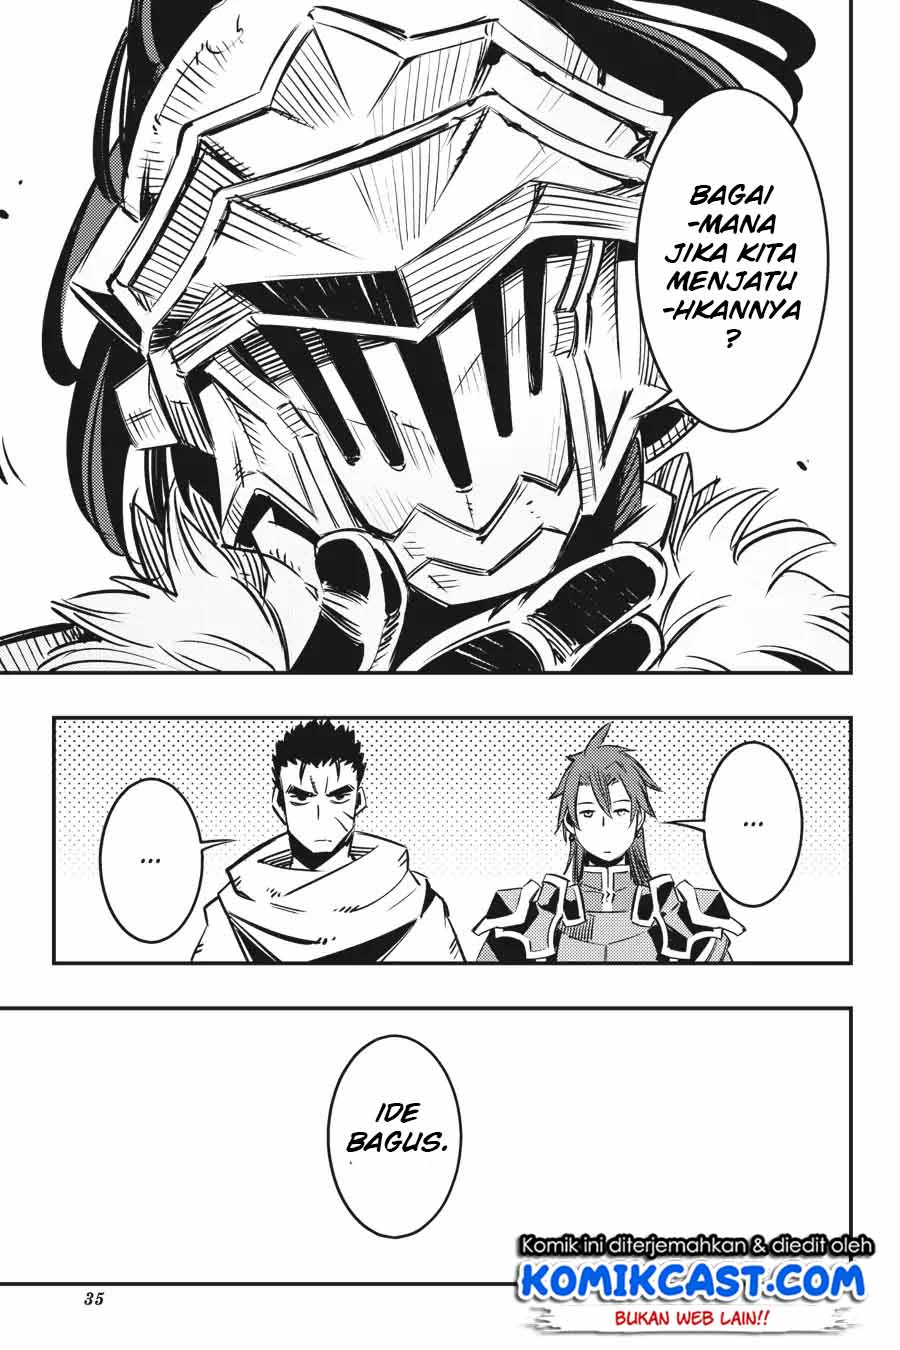 BAGAI
-MANA
JIKA KITA
MENJATU
-HKANNYA
?
...
...
IDE
BAGUS.
35
Komik ini diterjemahkan & diedit oleh
KOMIKCAST.COM
BUKAN WEB LAIN!!